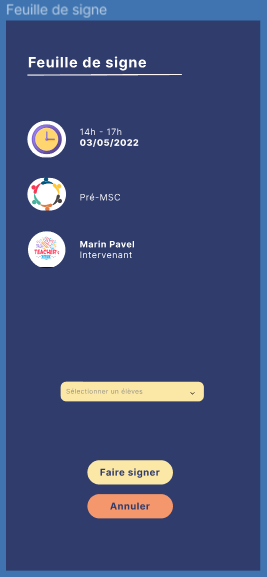 Feuille de signe
Feuille de signe
14h - 17h
03/05/2022
Pré-MSC
TEACHER'S
Marin Pavel
Intervenant
Sélectionner un élèves
Faire signer
Annuler